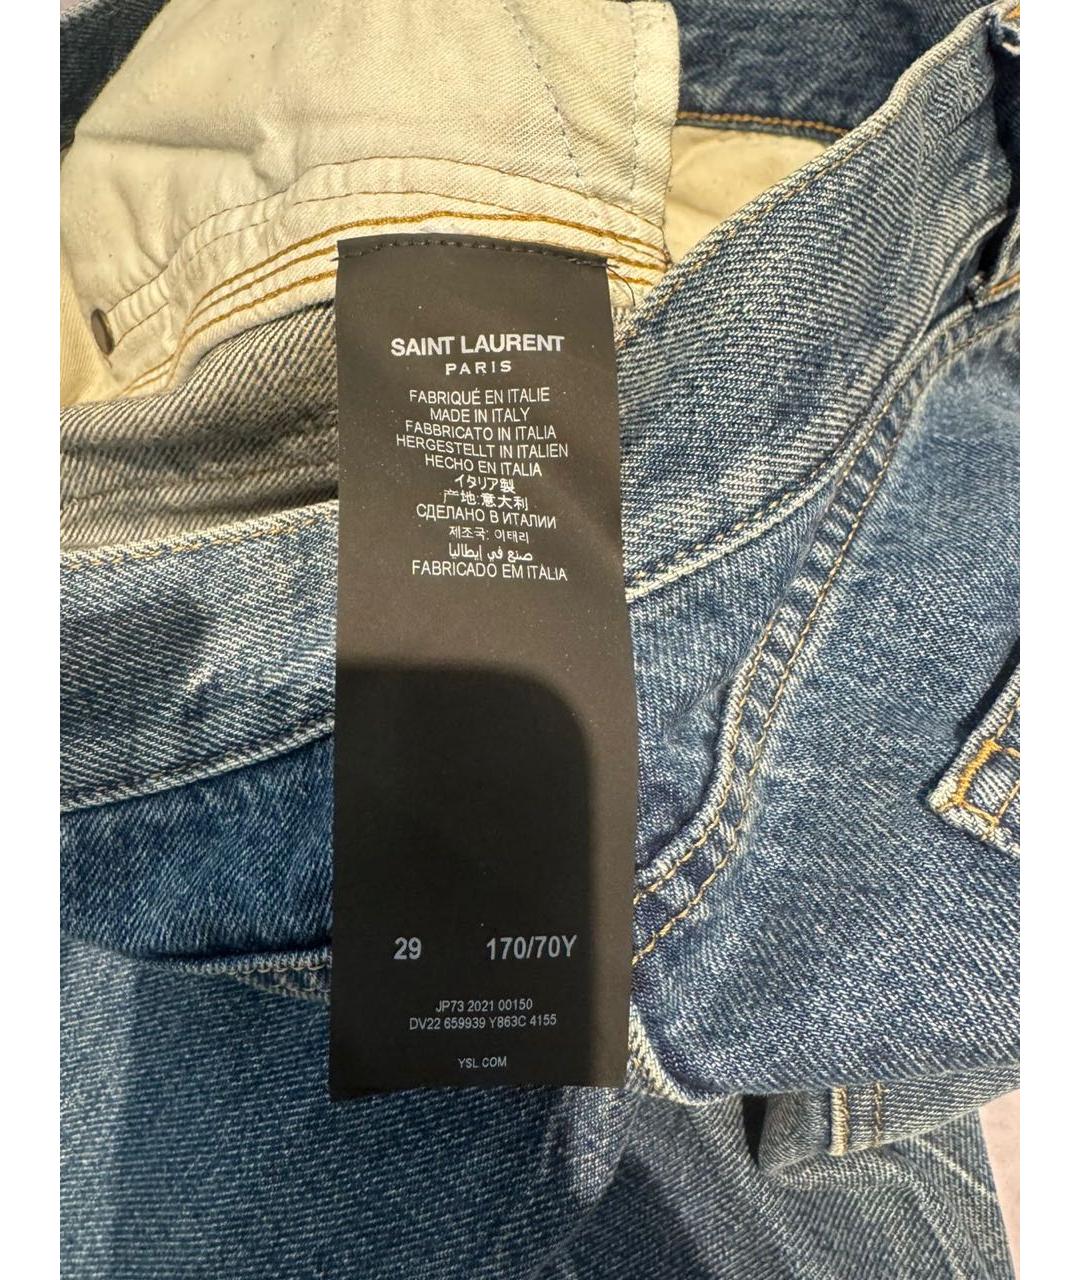 SAINT LAURENT
PARIS
FABRIQUÉ EN ITALIE
MADE IN ITALY
FABBRICATO IN ITALIA
HERGESTELLT IN ITALIEN
HECHO EN ITALIA
イタリア製
产地:意大利
СДЕЛАНО В ИТАЛИИ
제조국: 이태리
صنع في إيطاليا
FABRICADO EM ITALIA
29 170/70Y
JP73 2021 00150
DV22 659939 Y863C 4155
YSL.COM